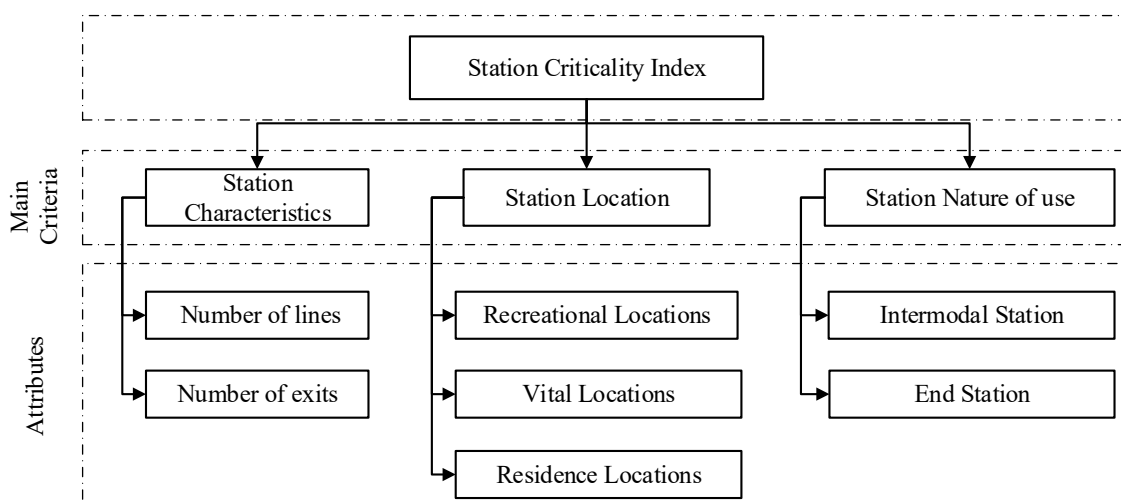 Station Criticality Index
Main
Criteria
Station
Characteristics
Station Location
Station Nature of use
Attributes
Number of lines
Recreational Locations
Intermodal Station
Number of exits
Vital Locations
End Station
Residence Locations